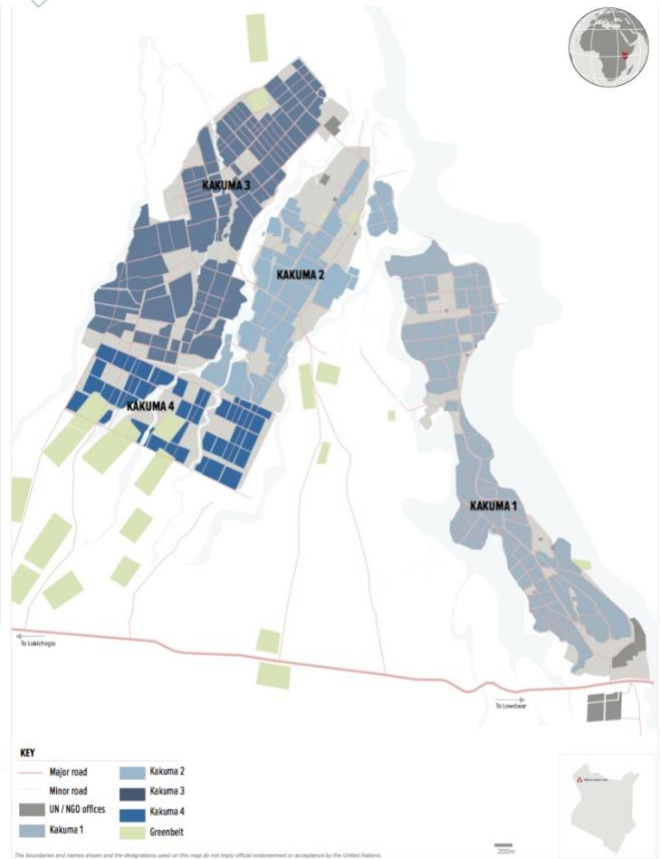 KAKUMA 3
KAKUMA 2
KAKUMA 4
KAKUMA 1
To Lokichogio
To Lowdwar
KEY
Major road
Minor road
UN / NGO offices
Kakuma 1
Kakuma 2
Kakuma 3
Kakuma 4
Greenbelt
200m
The boundaries and names shown and the designations used on this map do not imply official endorsement or acceptance by the United Nations.